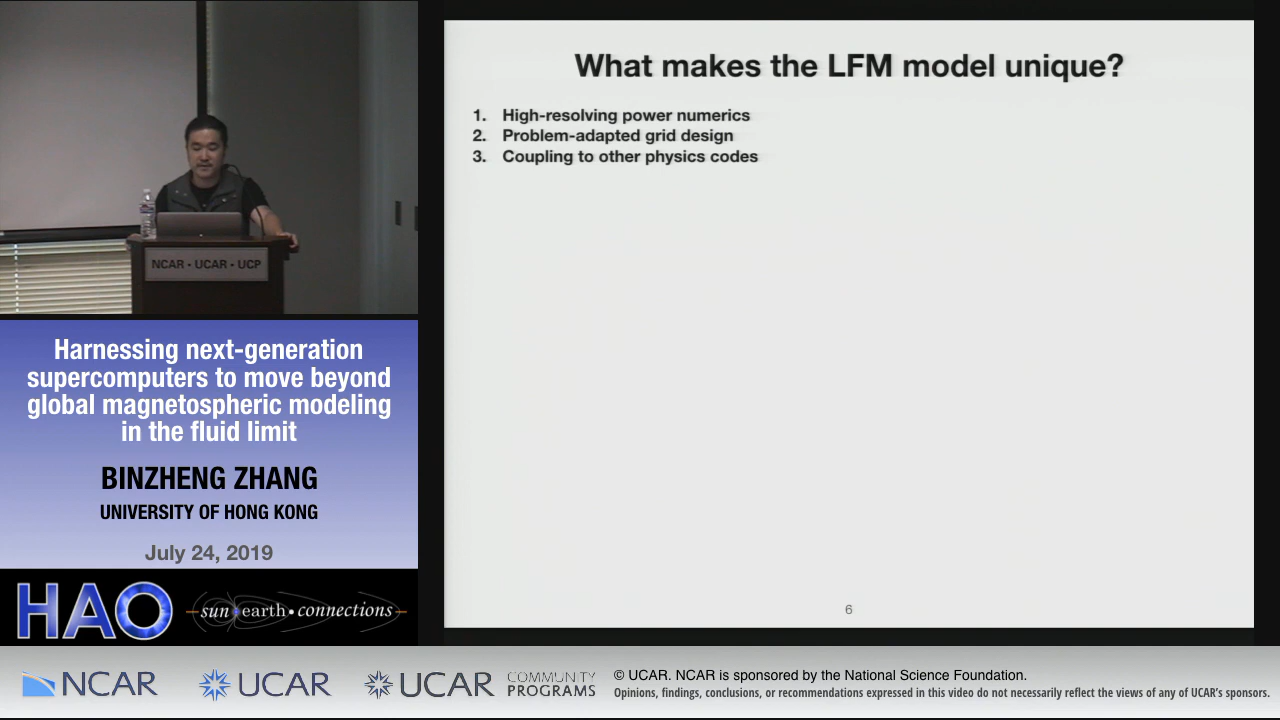 What makes the LFM model unique?
1. High-resolving power numerics
2. Problem-adapted grid design
3. Coupling to other physics codes
6
NCAR • UCAR • UCP
Harnessing next-generation
supercomputers to move beyond
global magnetospheric modeling
in the fluid limit
BINZHENG ZHANG
UNIVERSITY OF HONG KONG
July 24, 2019
HAO
sun•earth•connections
NCAR
UCAR
UCAR
COMMUNITY
PROGRAMS
© UCAR. NCAR is sponsored by the National Science Foundation.
Opinions, findings, conclusions, or recommendations expressed in this video do not necessarily reflect the views of any of UCAR's sponsors.